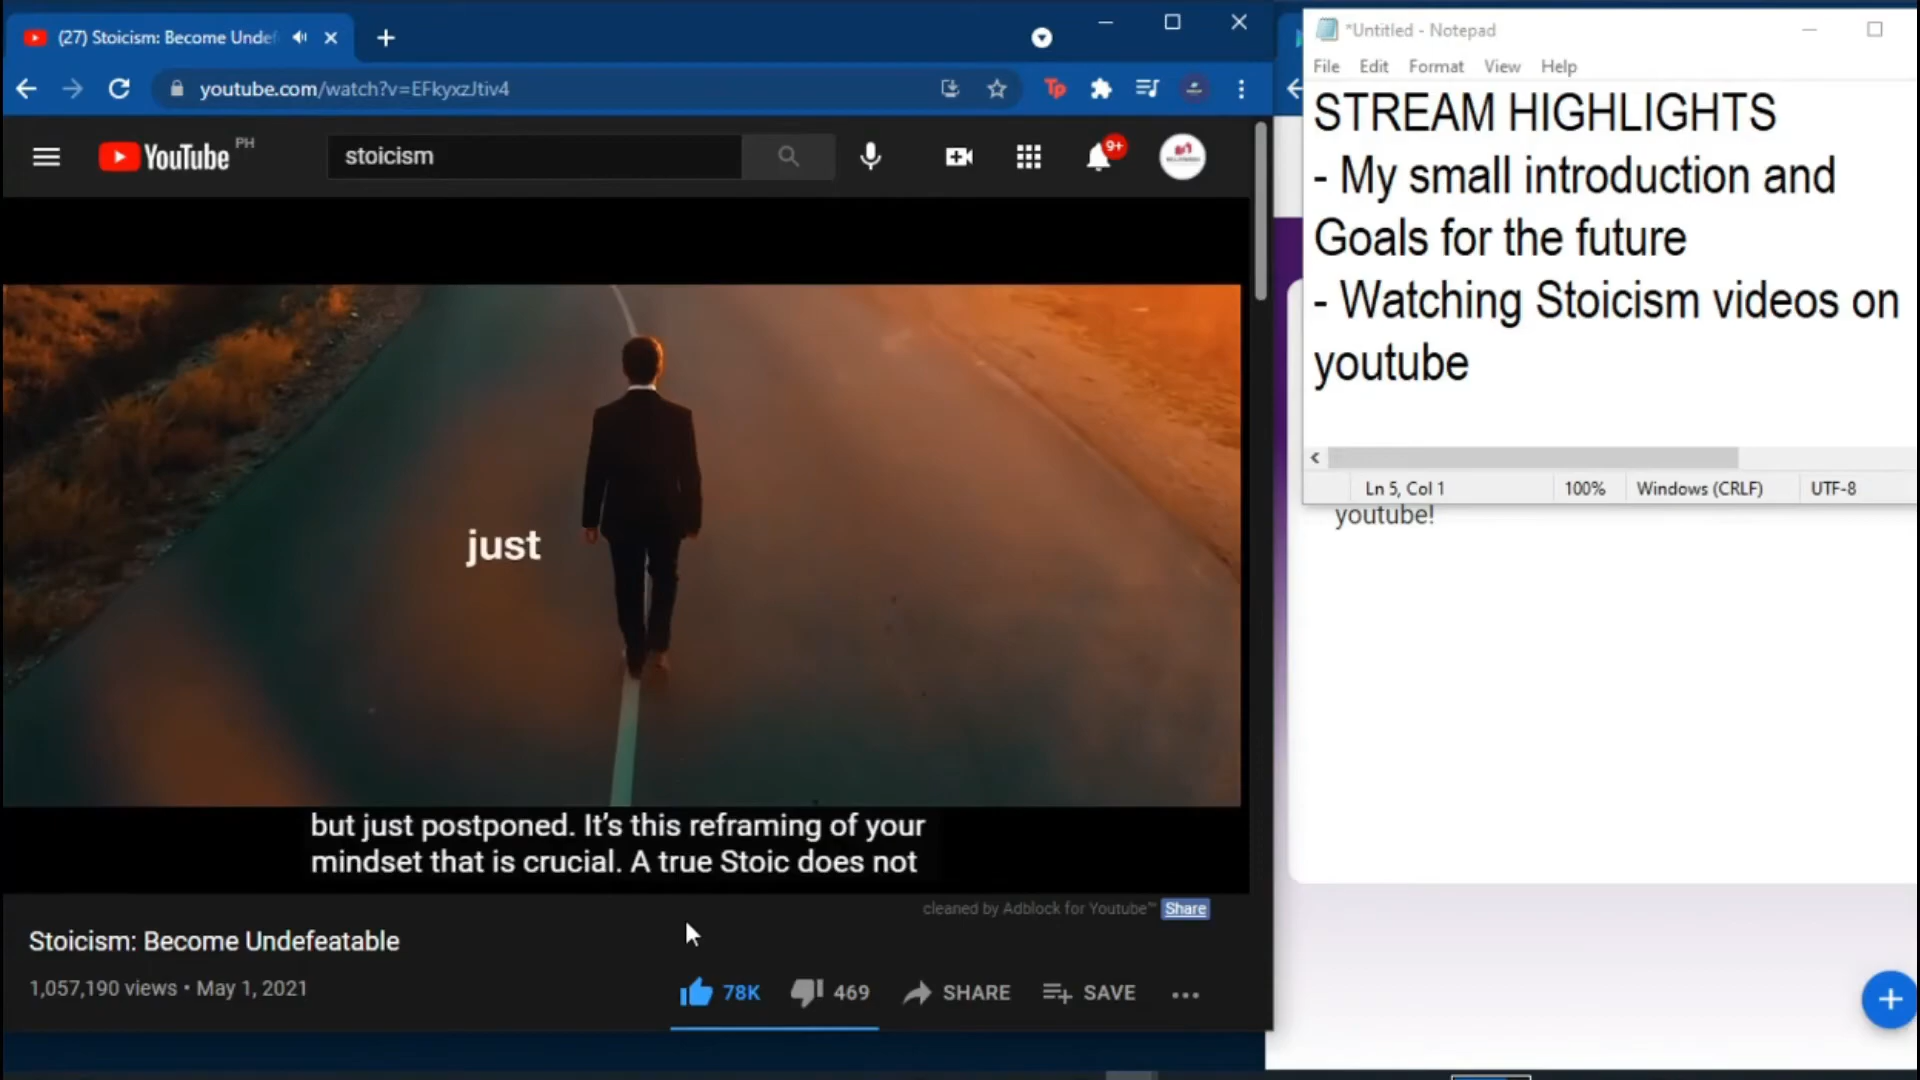 (27) Stoicism: Become Undef
youtube.com/watch?v=EFkyxzJtiv4
Tp
YouTube PH
stoicism
9+
just
but just postponed. It's this reframing of your
mindset that is crucial. A true Stoic does not
cleaned by Adblock for Youtube™ Share
Stoicism: Become Undefeatable
1,057,190 views • May 1, 2021
78K 469 SHARE SAVE
*Untitled - Notepad
File Edit Format View Help
STREAM HIGHLIGHTS
- My small introduction and
Goals for the future
- Watching Stoicism videos on
youtube
Ln 5, Col 1 100% Windows (CRLF) UTF-8
youtube!